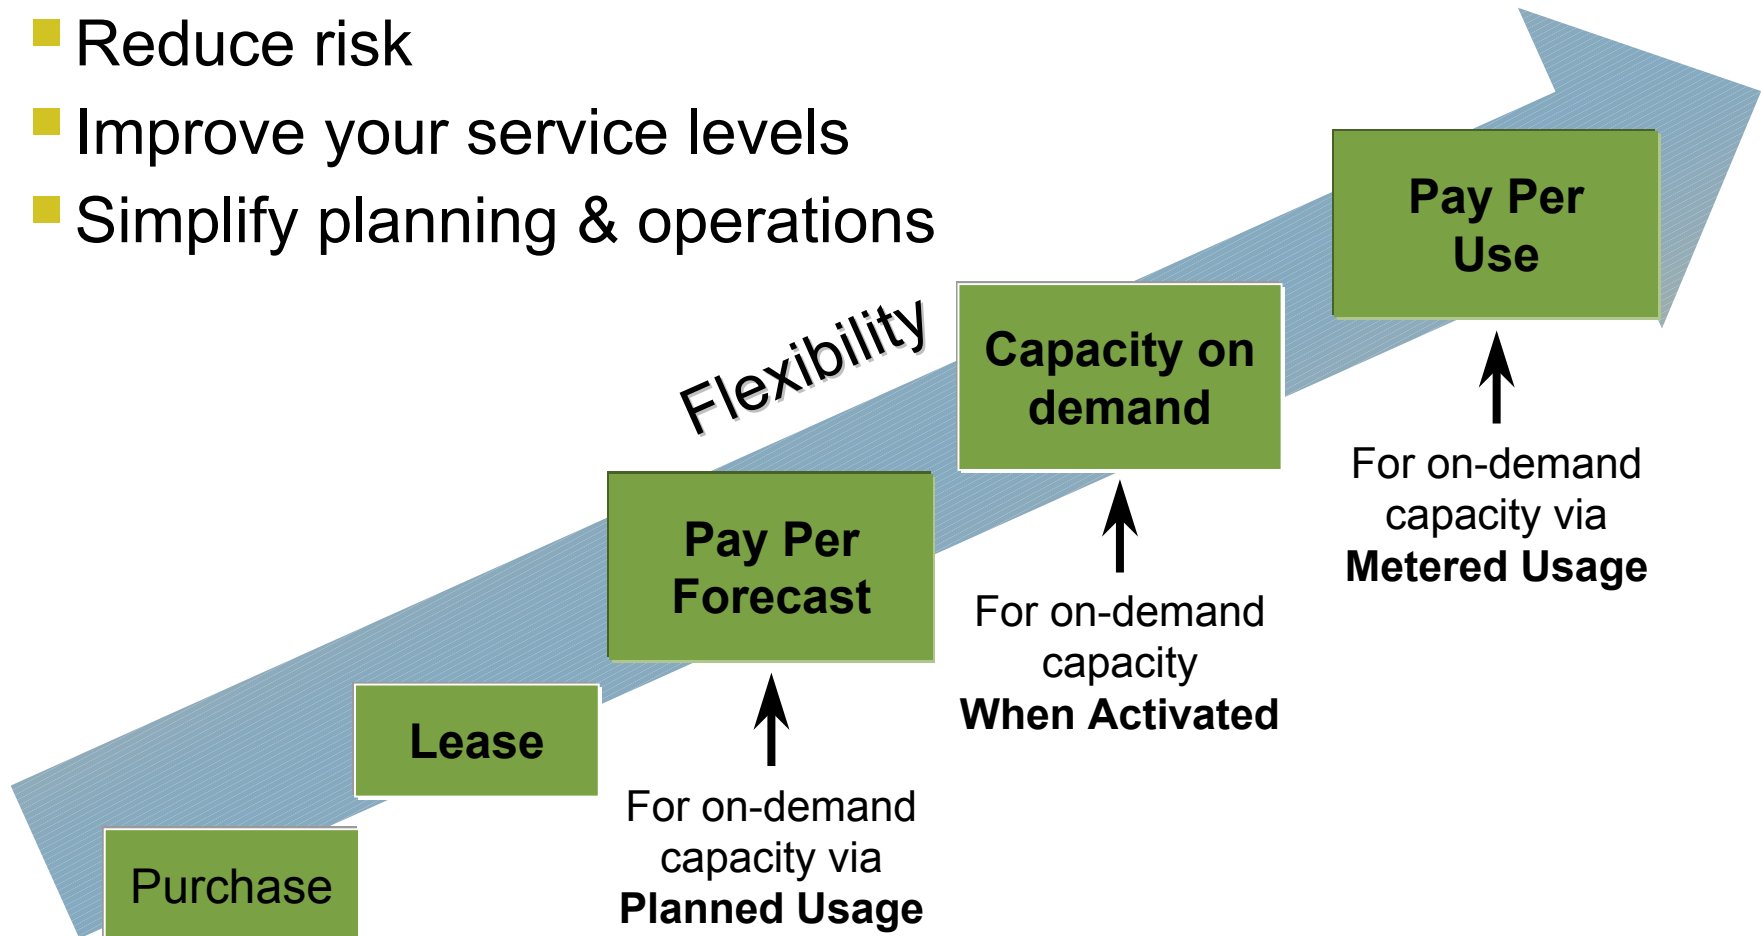 Reduce risk
Improve your service levels
Simplify planning & operations
Flexibility
Pay Per
Use
Capacity on
demand
Pay Per
Forecast
Lease
Purchase
For on-demand
capacity via
Metered Usage
For on-demand
capacity
When Activated
For on-demand
capacity via
Planned Usage